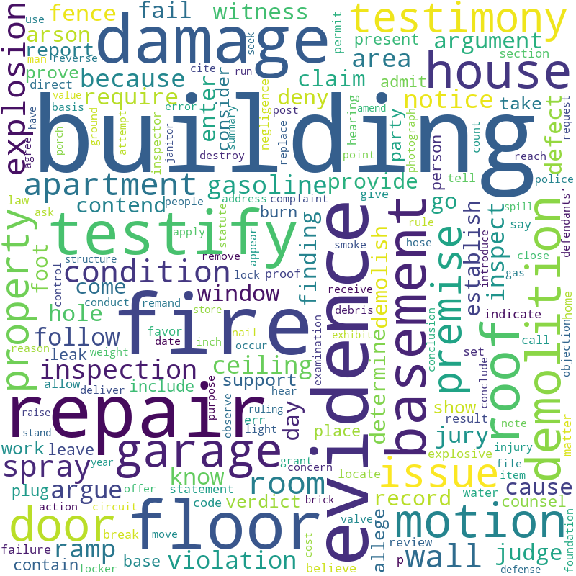 use man fence fail witness permit present section
reverse arson damage testimony
direct report prove because area argument
explosion cite run seek claim admit house
have value error require enter consider deny notice take defect
basis porch ground attempt inspector janitor summary negligence post replace hearing party photograph point amend count request
agree building destroy person reach police
apartment gasoline provide go tell complaint
law ask contend people address burn give evidence basement premise establish inspect spill say defendants.
property foot testify apply statute appear finding rule introduce close
structure remove smoke hose demolish gas home
control condition lock proof receive indicate objection
come window debris examination conclusion roof demolition
conduct remand store fire
hole follow favor date nail inch occur exhibit determine call
reason leak weight ceiling set conclude
inspection purpose support show result note
allow deliver include hear observe ruling err light day place jury injury matter
raise repair garage grant concern locate explosive file item
stand work leave know room record water cause counsel
year spray plug offer statement verdict brick cost issue
action argue circuit code move valve allege motion
door ramp break floor believe review wall judge foundation
failure contain locker base violation p defense